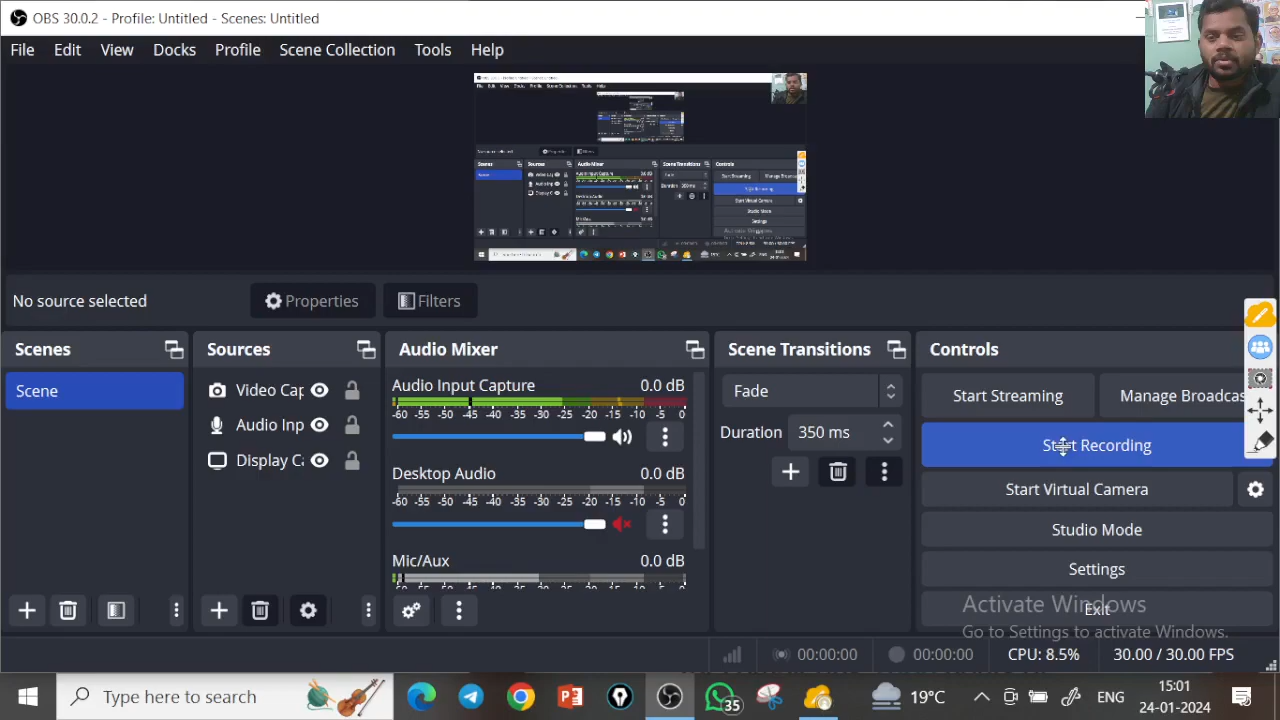 OBS 30.0.2 - Profile: Untitled - Scenes: Untitled
File Edit View Docks Profile Scene Collection Tools Help
No source selected
Properties
Filters
Scenes
Scene
Sources
Video Cap
Audio Inp
Display Ca
Audio Mixer
Audio Input Capture 0.0 dB
-60 -55 -50 -45 -40 -35 -30 -25 -20 -15 -10 -5 0
Desktop Audio 0.0 dB
-60 -55 -50 -45 -40 -35 -30 -25 -20 -15 -10 -5 0
Mic/Aux 0.0 dB
Scene Transitions
Fade
Duration 350 ms
Controls
Start Streaming
Manage Broadcas
Start Recording
Start Virtual Camera
Studio Mode
Settings
Exit
Activate Windows
Go to Settings to activate Windows.
00:00:00
00:00:00
CPU: 8.5%
30.00 / 30.00 FPS
Type here to search
35
19°C
ENG
15:01
24-01-2024